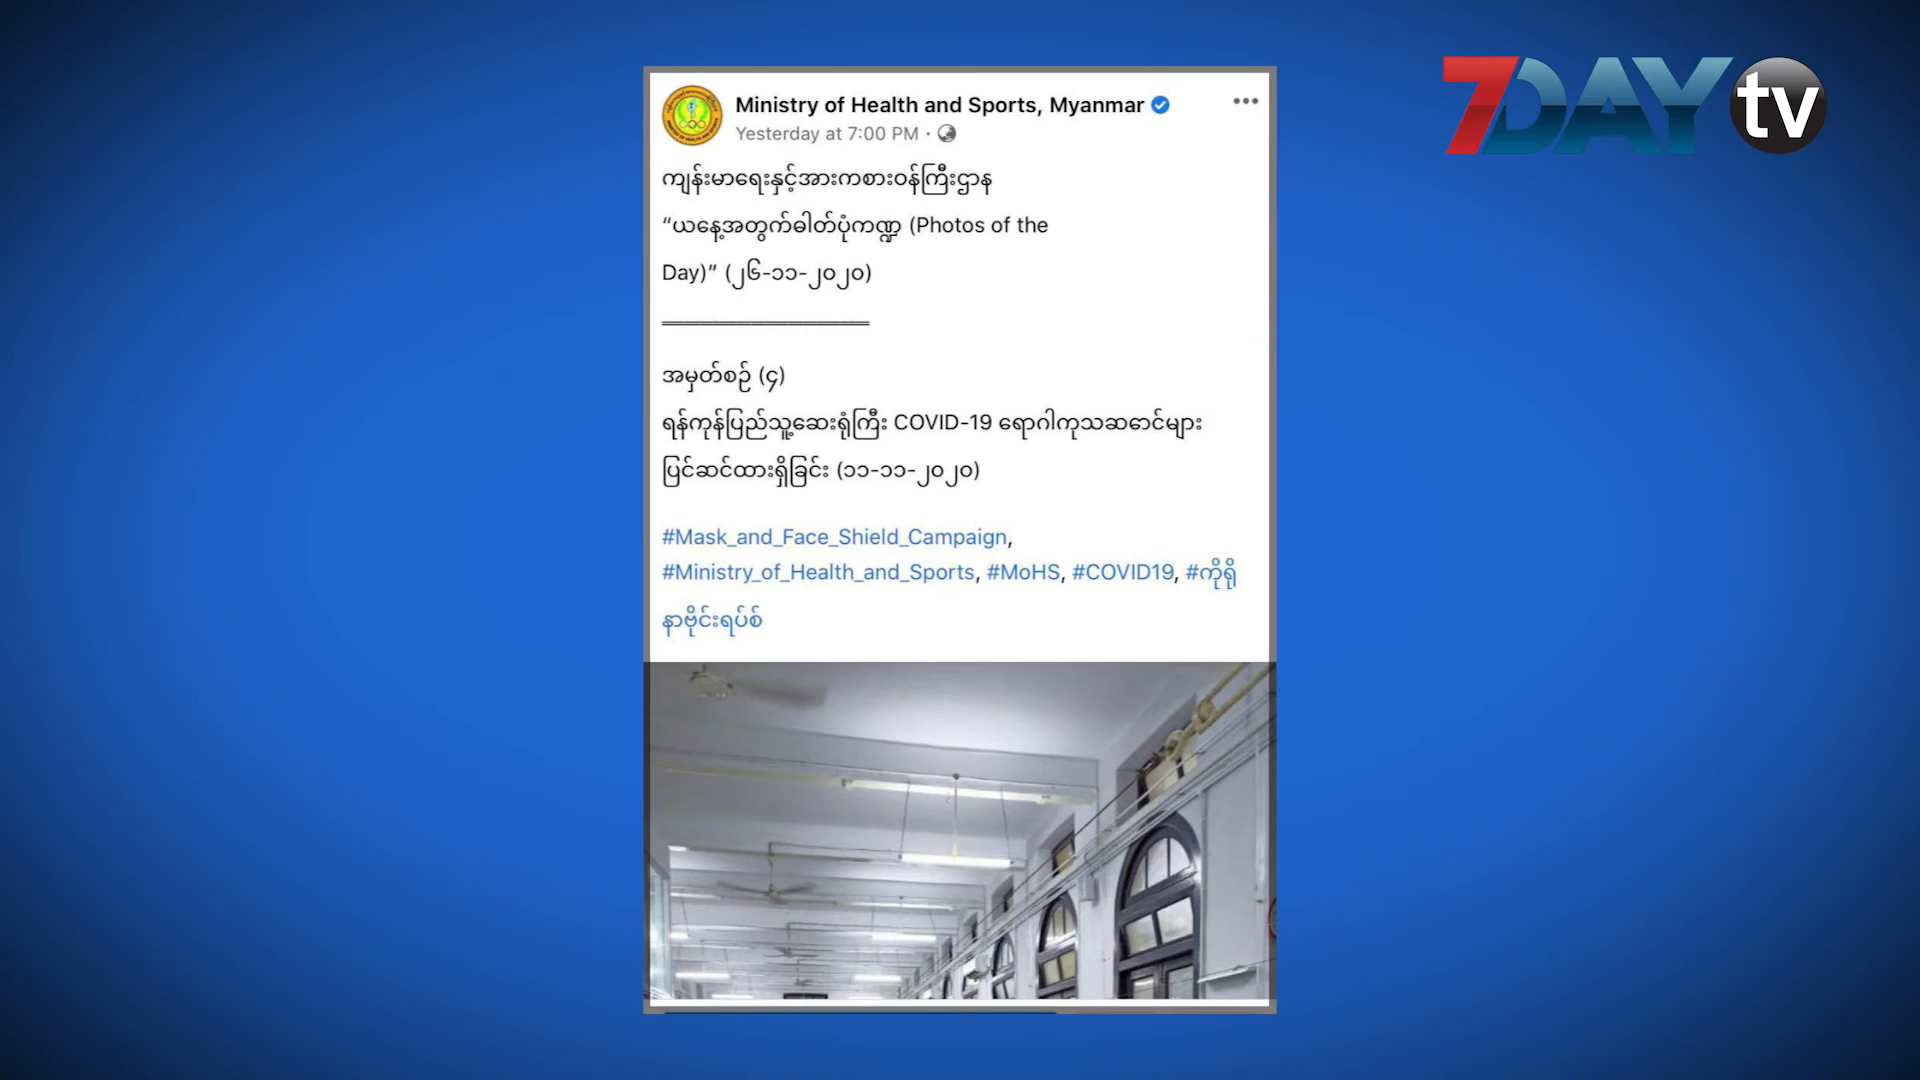 7DAY tv
Ministry of Health and Sports, Myanmar
Yesterday at 7:00 PM ·
ကျန်းမာရေးနှင့်အားကစားဝန်ကြီးဌာန
“ယနေ့အတွက်ဓါတ်ပုံကဏ္ဍ (Photos of the
Day)” (၂၆-၁၁-၂၀၂၀)
အမှတ်စဉ် (၄)
ရန်ကုန်ပြည်သူ့ဆေးရုံကြီး COVID-19 ရောဂါကုသဆောင်များ
ပြင်ဆင်ထားရှိခြင်း (၁၁-၁၁-၂၀၂၀)
#Mask_and_Face_Shield_Campaign,
#Ministry_of_Health_and_Sports, #MoHS, #COVID19, #ကိုရို
နာဗိုင်းရပ်စ်